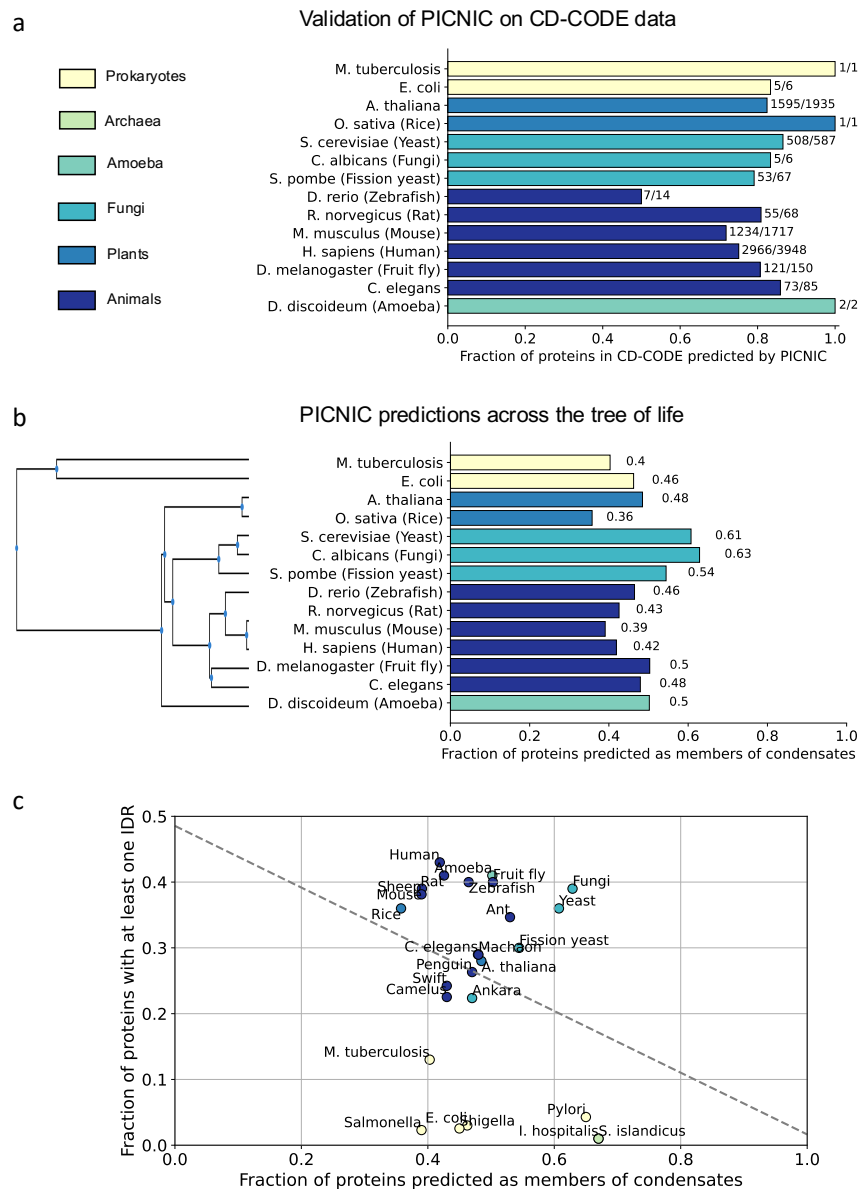 a
Validation of PICNIC on CD-CODE data
Prokaryotes
Archaea
Amoeba
Fungi
Plants
Animals
M. tuberculosis 1/1
E. coli 5/6
A. thaliana 1595/1935
O. sativa (Rice) 1/1
S. cerevisiae (Yeast) 508/587
C. albicans (Fungi) 5/6
S. pombe (Fission yeast) 53/67
D. rerio (Zebrafish) 7/14
R. norvegicus (Rat) 55/68
M. musculus (Mouse) 1234/1717
H. sapiens (Human) 2966/3948
D. melanogaster (Fruit fly) 121/150
C. elegans 73/85
D. discoideum (Amoeba) 2/2
0.0 0.2 0.4 0.6 0.8 1.0
Fraction of proteins in CD-CODE predicted by PICNIC
b
PICNIC predictions across the tree of life
M. tuberculosis 0.4
E. coli 0.46
A. thaliana 0.48
O. sativa (Rice) 0.36
S. cerevisiae (Yeast) 0.61
C. albicans (Fungi) 0.63
S. pombe (Fission yeast) 0.54
D. rerio (Zebrafish) 0.46
R. norvegicus (Rat) 0.43
M. musculus (Mouse) 0.39
H. sapiens (Human) 0.42
D. melanogaster (Fruit fly) 0.5
C. elegans 0.48
D. discoideum (Amoeba) 0.5
0.0 0.2 0.4 0.6 0.8 1.0
Fraction of proteins predicted as members of condensates
c
Fraction of proteins with at least one IDR
0.5
0.4
0.3
0.2
0.1
0.0
Human
Amoeba
Fruit fly
Rat
Zebrafish
Fungi
Sheep
Mouse
Yeast
Rice
Ant
Fission yeast
C. elegans
Penguin
A. thaliana
Swift
Camelus
Ankara
M. tuberculosis
Pylori
Salmonella
E. coli
Shigella
I. hospitalis
S. islandicus
0.0 0.2 0.4 0.6 0.8 1.0
Fraction of proteins predicted as members of condensates